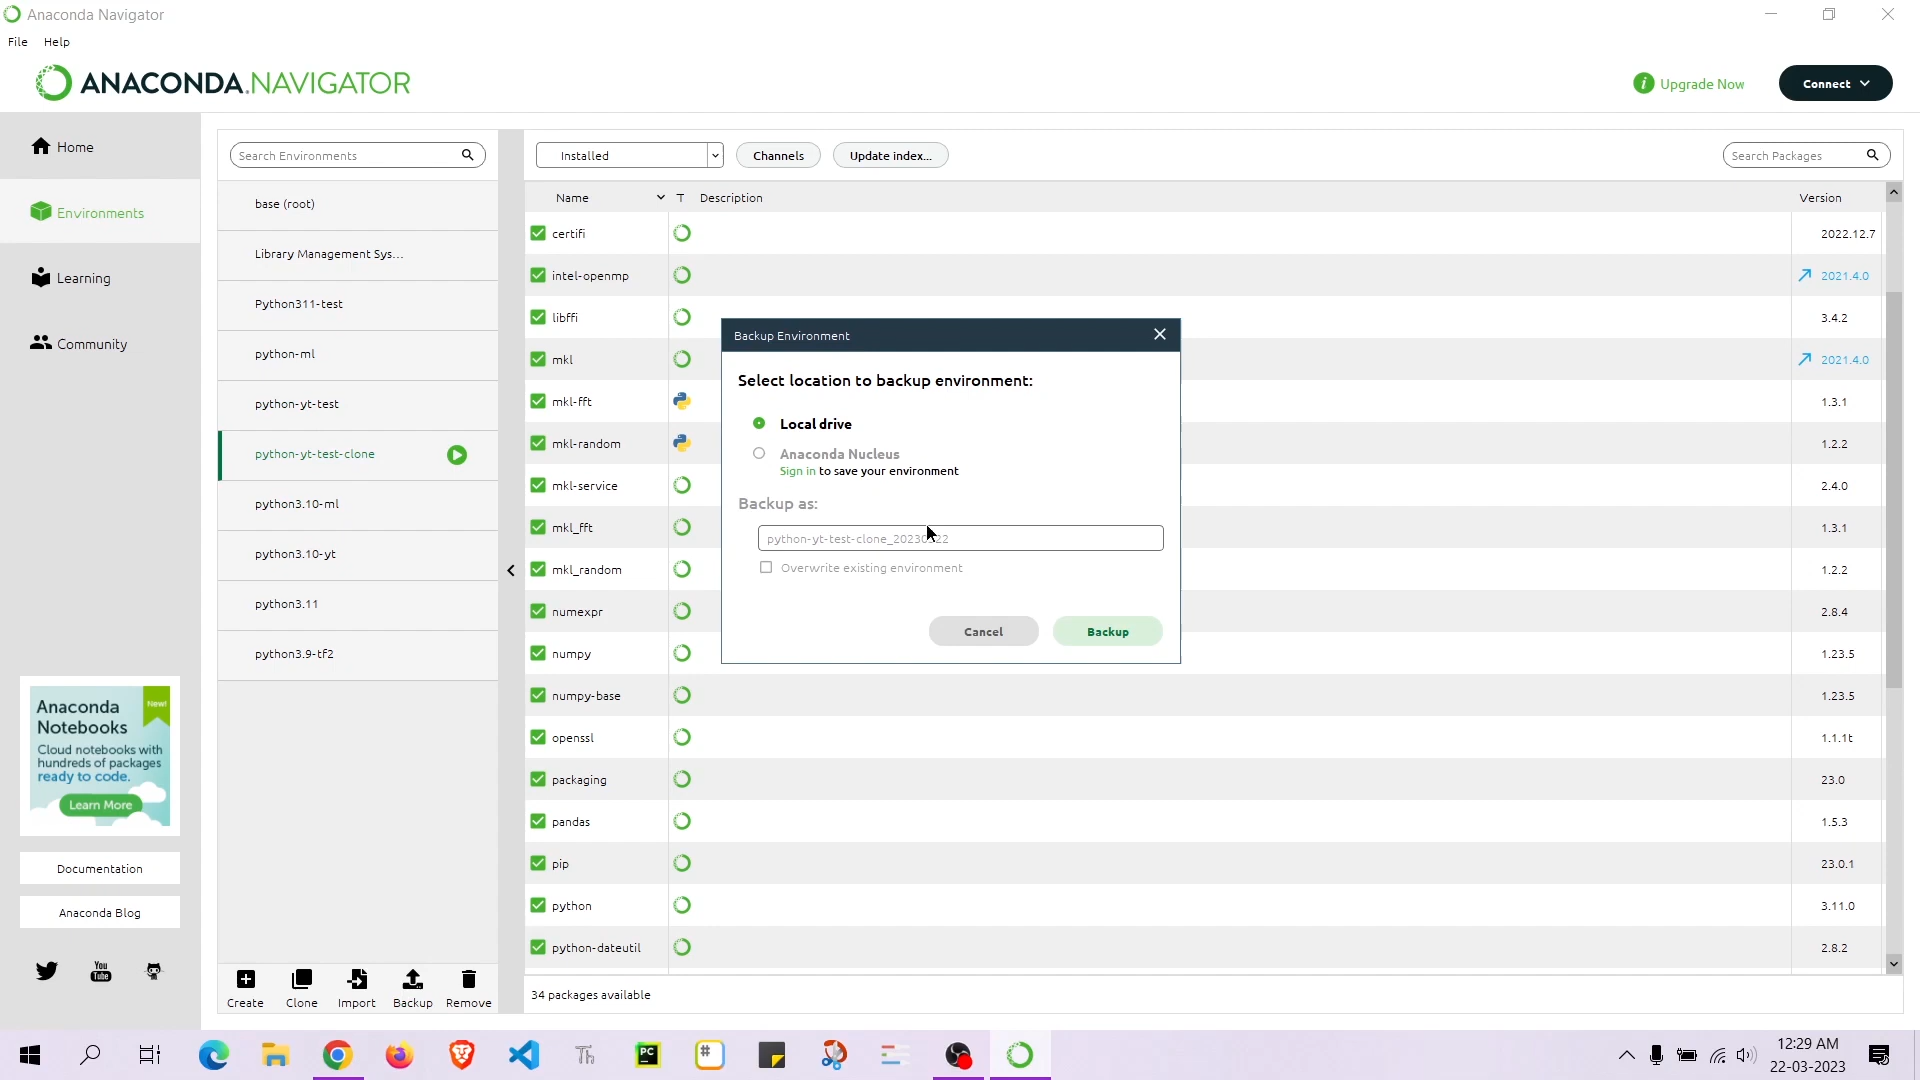 Anaconda Navigator
File Help
ANACONDA.NAVIGATOR
i Upgrade Now
Connect
Home
Environments
Learning
Community
Anaconda
Notebooks
New!
Cloud notebooks with
hundreds of packages
ready to code.
Learn More
Documentation
Anaconda Blog
You
Tube
Search Environments
base (root)
Library Management Sys...
Python311-test
python-ml
python-yt-test
python-yt-test-clone
python3.10-ml
python3.10-yt
python3.11
python3.9-tf2
Create Clone Import Backup Remove
Installed Channels Update index... Search Packages
Name T Description Version
certifi 2022.12.7
intel-openmp 2021.4.0
libffi 3.4.2
mkl 2021.4.0
mkl-fft 1.3.1
mkl-random 1.2.2
mkl-service 2.4.0
mkl_fft 1.3.1
mkl_random 1.2.2
numexpr 2.8.4
numpy 1.23.5
numpy-base 1.23.5
openssl 1.1.1t
packaging 23.0
pandas 1.5.3
pip 23.0.1
python 3.11.0
python-dateutil 2.8.2
34 packages available
Backup Environment
Select location to backup environment:
Local drive
Anaconda Nucleus
Sign in to save your environment
Backup as:
Overwrite existing environment
Cancel Backup
Th
PC
#
12:29 AM
22-03-2023